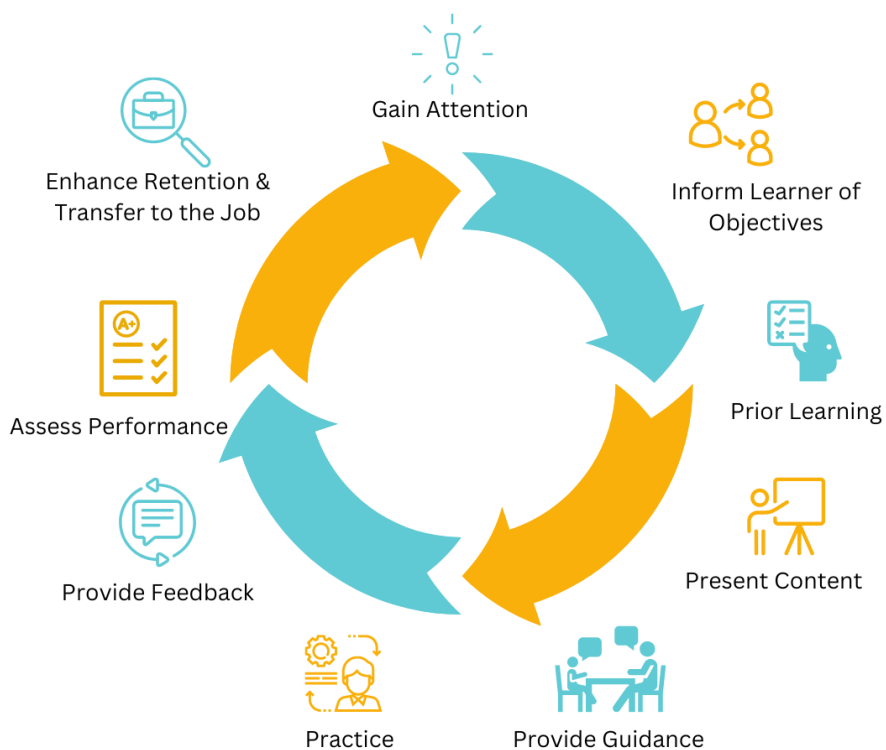 Gain Attention
Inform Learner of
Objectives
Prior Learning
Present Content
Provide Guidance
Practice
Provide Feedback
Assess Performance
A+
Enhance Retention &
Transfer to the Job